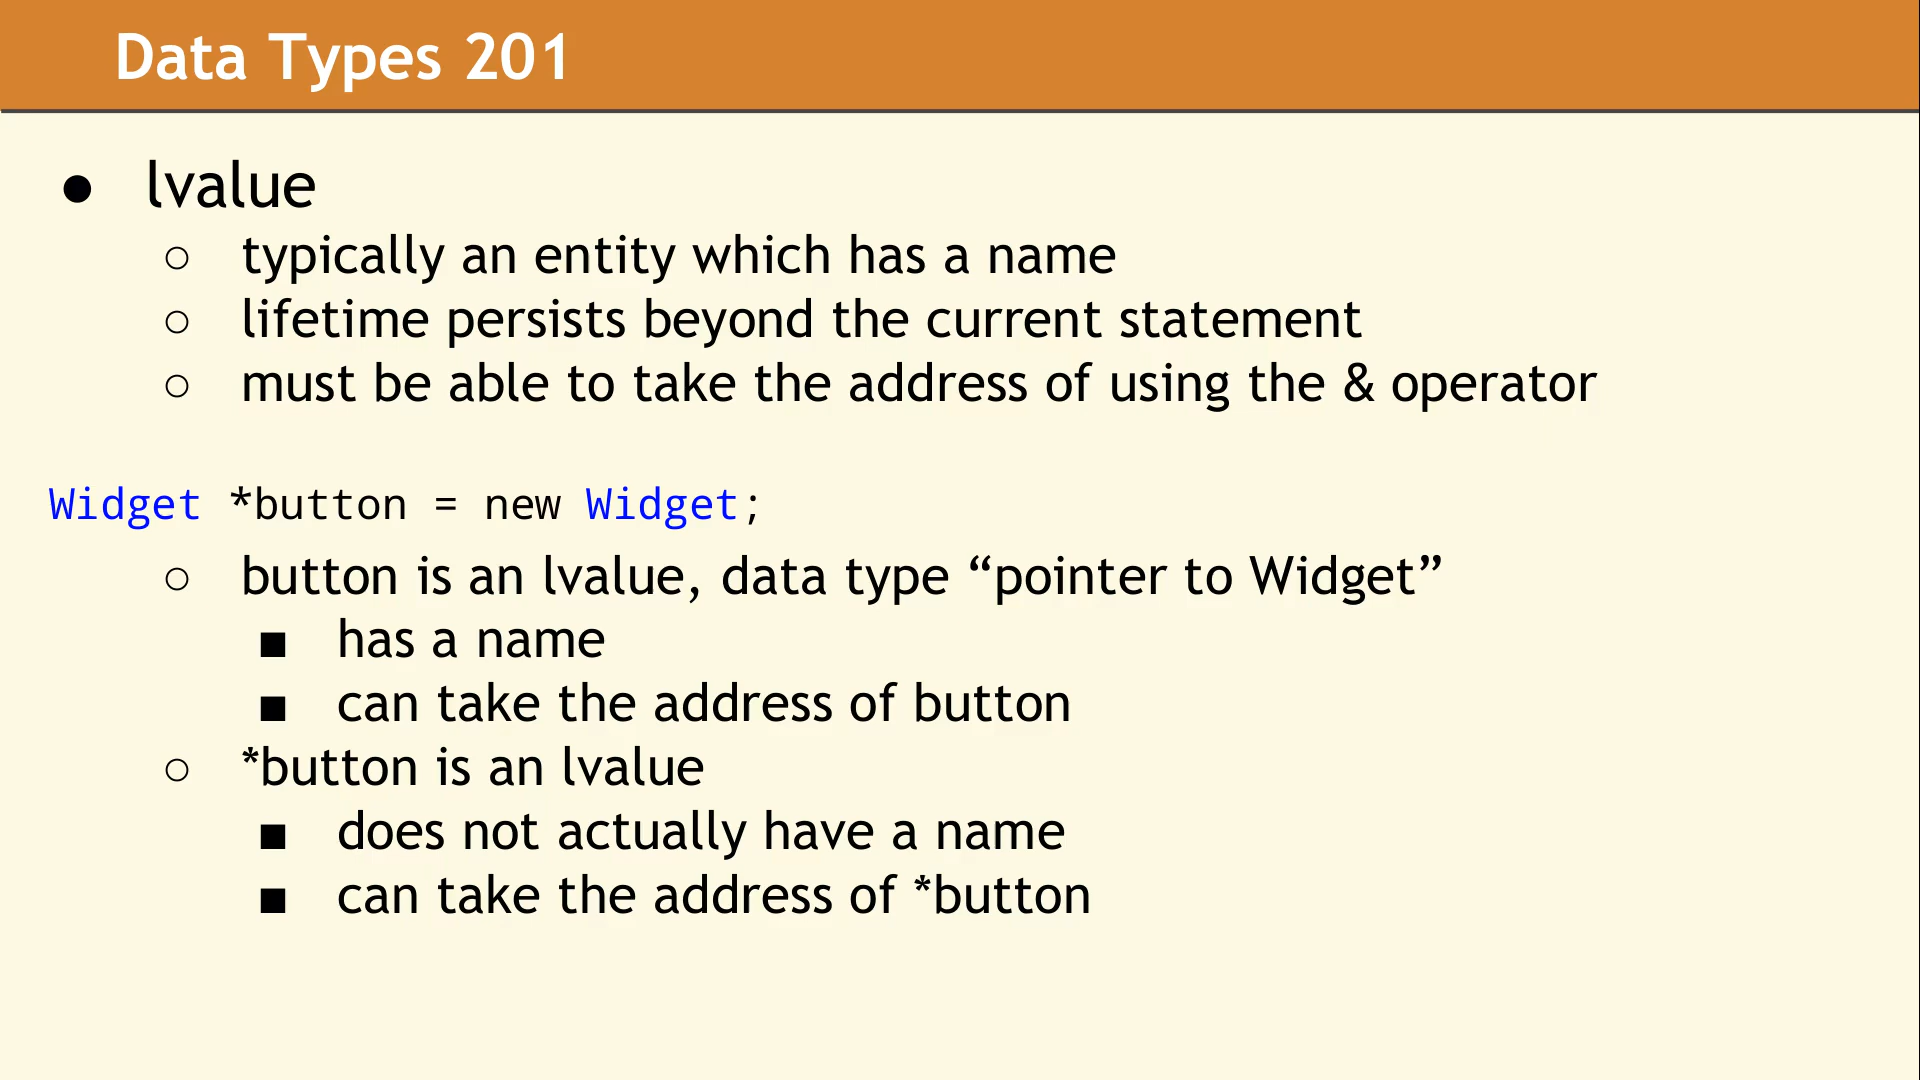 Data Types 201
● lvalue
○ typically an entity which has a name
○ lifetime persists beyond the current statement
○ must be able to take the address of using the & operator
Widget *button = new Widget;
○ button is an lvalue, data type “pointer to Widget”
■ has a name
■ can take the address of button
○ *button is an lvalue
■ does not actually have a name
■ can take the address of *button